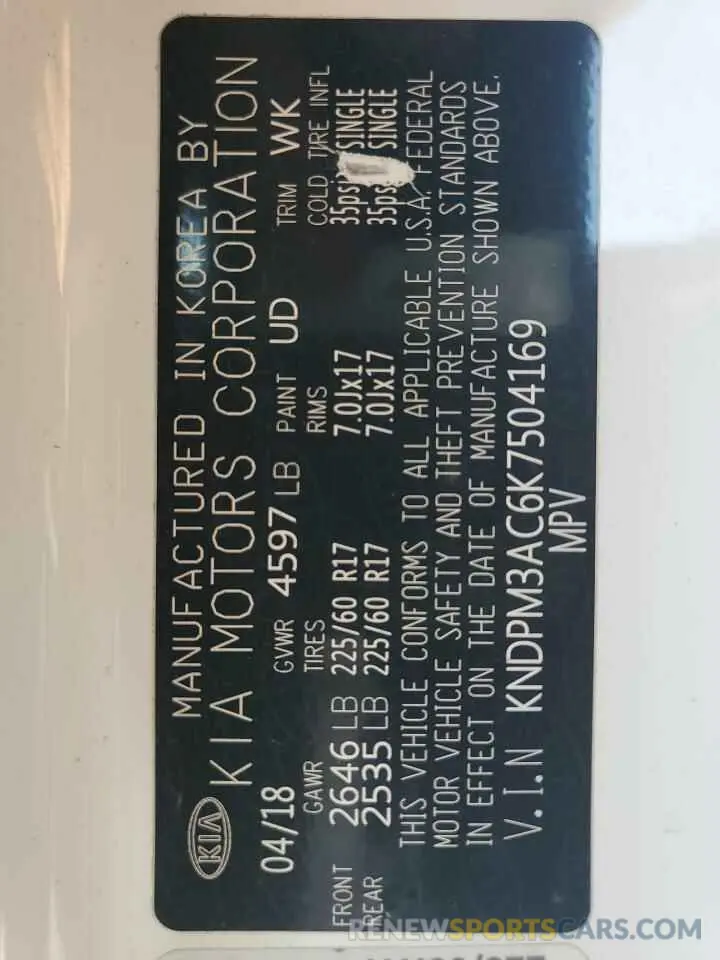 KIA
MANUFACTURED IN KOREA BY
KIA MOTORS CORPORATION
04/18 GVWR 4597 LB PAINT UD TRIM WK
GAWR TIRES RIMS COLD TIRE INFL
FRONT 2646 LB 225/60 R17 7.0Jx17 35psi SINGLE
REAR 2535 LB 225/60 R17 7.0Jx17 35psi SINGLE
THIS VEHICLE CONFORMS TO ALL APPLICABLE U.S.A. FEDERAL
MOTOR VEHICLE SAFETY AND THEFT PREVENTION STANDARDS
IN EFFECT ON THE DATE OF MANUFACTURE SHOWN ABOVE.
V.I.N KNDPM3AC6K7504169
MPV
RENEWSPORTSCARS.COM